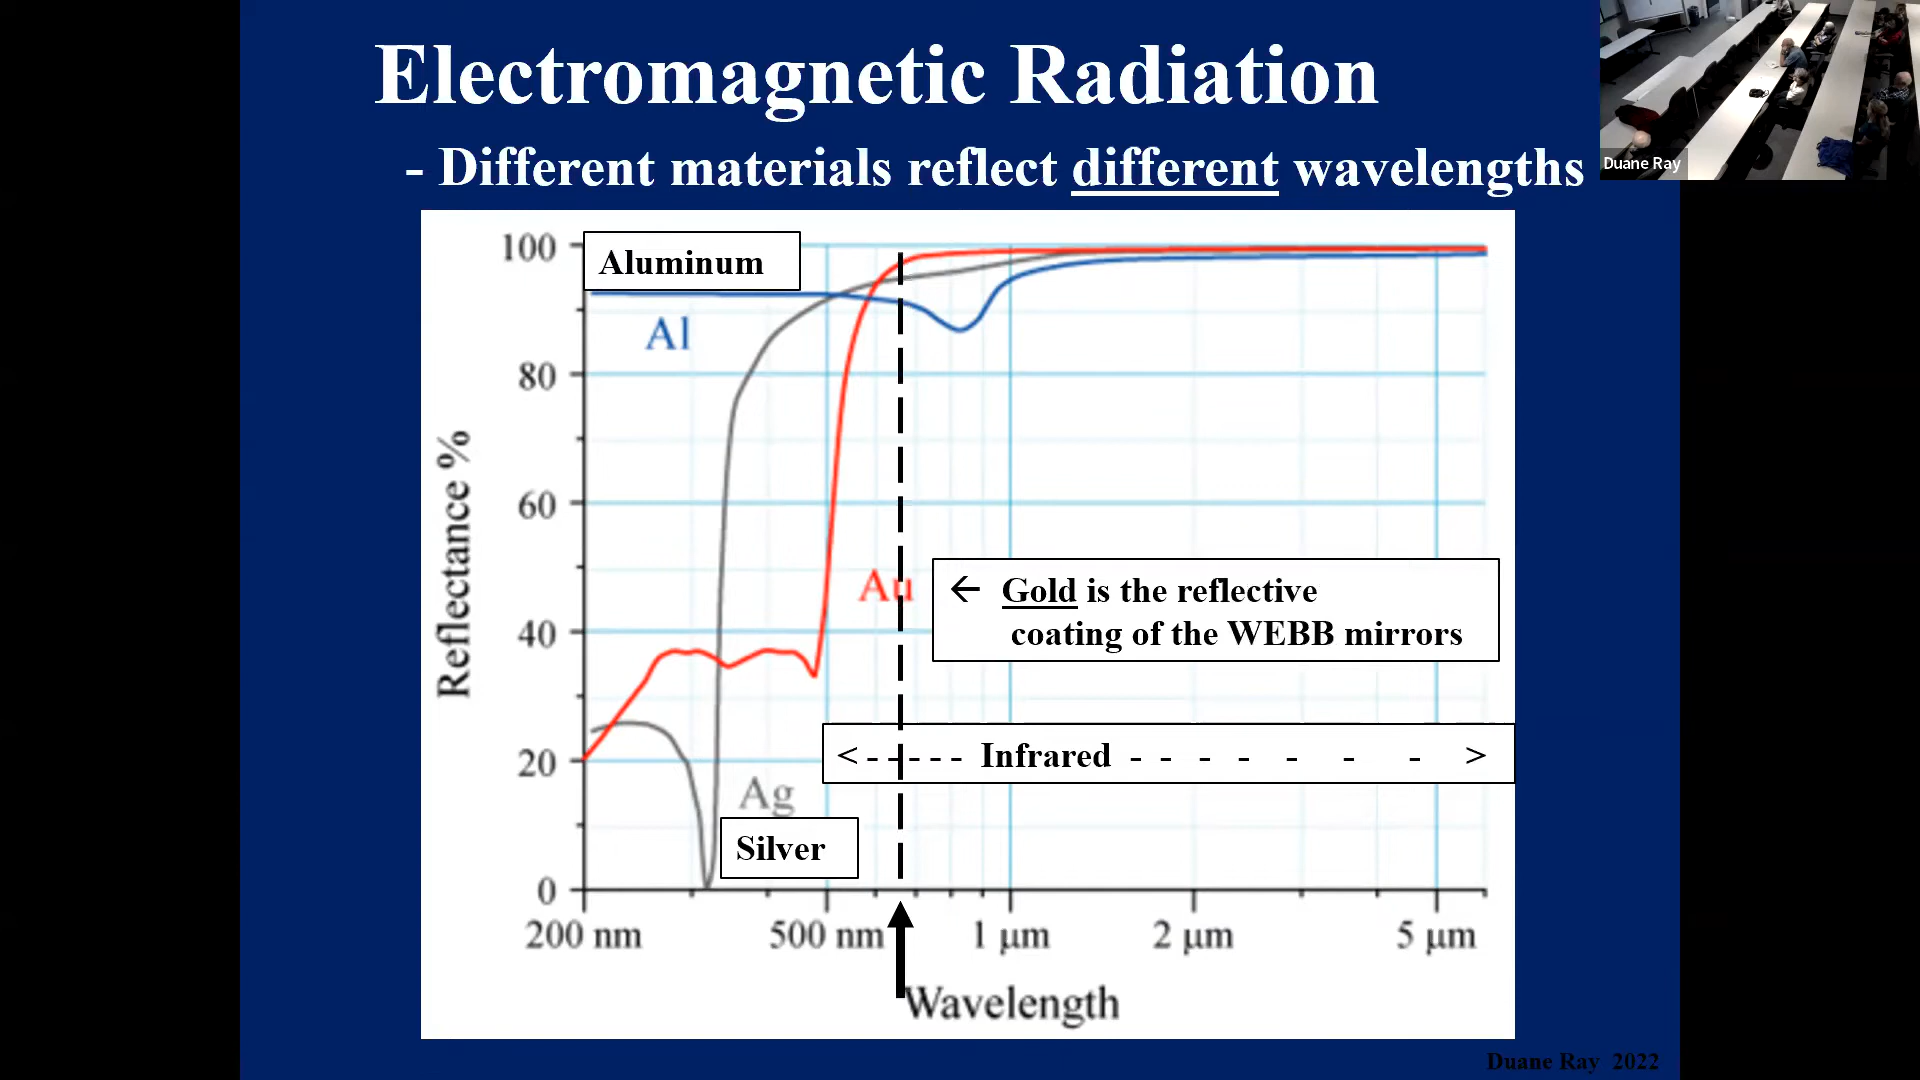 Electromagnetic Radiation
- Different materials reflect different wavelengths
Duane Ray
Aluminum
Al
Au
Ag
Silver
← Gold is the reflective
coating of the WEBB mirrors
<- - - - - Infrared - - - - - - - >
Reflectance %
100
80
60
40
20
0
200 nm 500 nm 1 μm 2 μm 5 μm
Wavelength
Duane Ray 2022